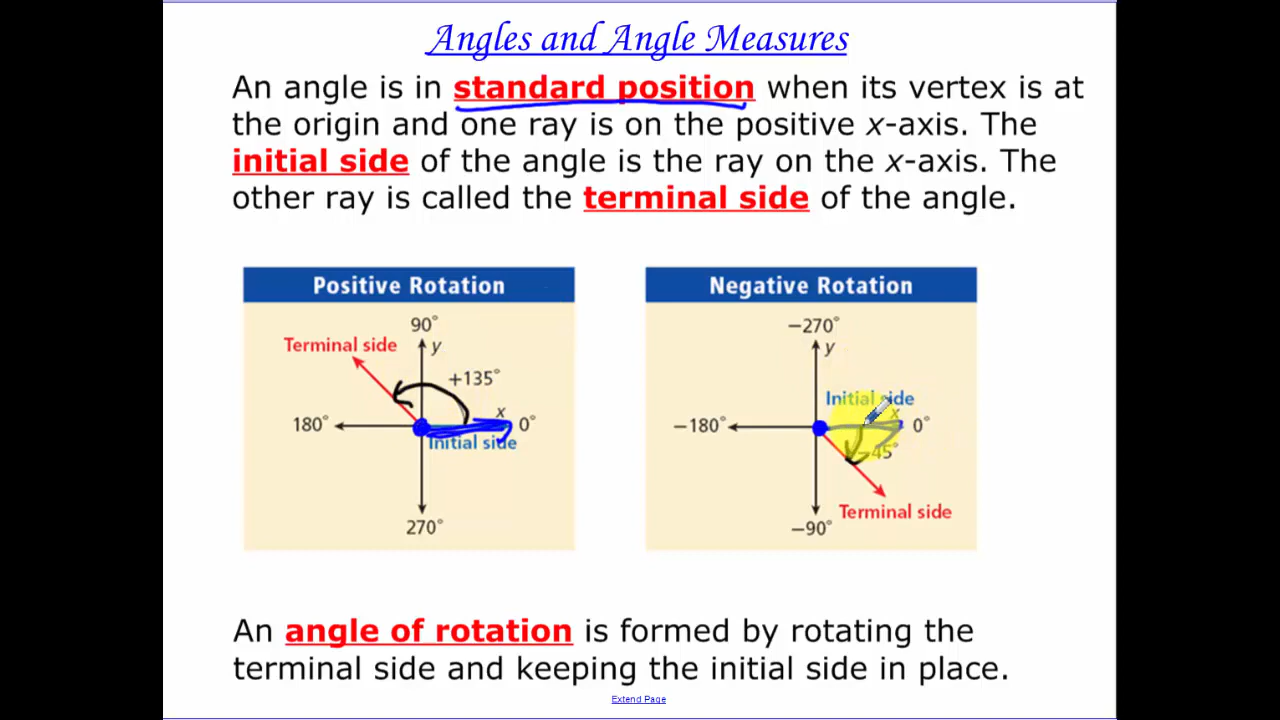 Angles and Angle Measures
An angle is in standard position when its vertex is at
the origin and one ray is on the positive x-axis. The
initial side of the angle is the ray on the x-axis. The
other ray is called the terminal side of the angle.
Positive Rotation
90°
Terminal side
y
+135°
x
180°
0°
Initial side
270°
Negative Rotation
−270°
y
Initial side
x
−180°
0°
−45°
Terminal side
−90°
An angle of rotation is formed by rotating the
terminal side and keeping the initial side in place.
Extend Page